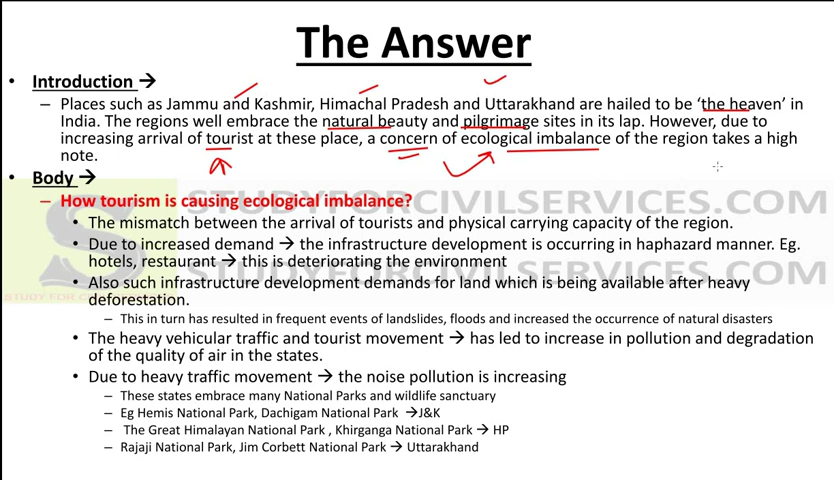 The Answer
• Introduction →
– Places such as Jammu and Kashmir, Himachal Pradesh and Uttarakhand are hailed to be ‘the heaven’ in
India. The regions well embrace the natural beauty and pilgrimage sites in its lap. However, due to
increasing arrival of tourist at these place, a concern of ecological imbalance of the region takes a high
note.
• Body →
STUDYFORCIVILSERVICES.COM
– How tourism is causing ecological imbalance?
• The mismatch between the arrival of tourists and physical carrying capacity of the region.
• Due to increased demand → the infrastructure development is occurring in haphazard manner. Eg.
hotels, restaurant → this is deteriorating the environment
STUDYFORCIVILSERVICES.COM
• Also such infrastructure development demands for land which is being available after heavy
STUDY FOR
deforestation.
– This in turn has resulted in frequent events of landslides, floods and increased the occurrence of natural disasters
• The heavy vehicular traffic and tourist movement → has led to increase in pollution and degradation
of the quality of air in the states.
• Due to heavy traffic movement → the noise pollution is increasing
– These states embrace many National Parks and wildlife sanctuary
– Eg Hemis National Park, Dachigam National Park →J&K
– The Great Himalayan National Park , Khirganga National Park → HP
– Rajaji National Park, Jim Corbett National Park → Uttarakhand